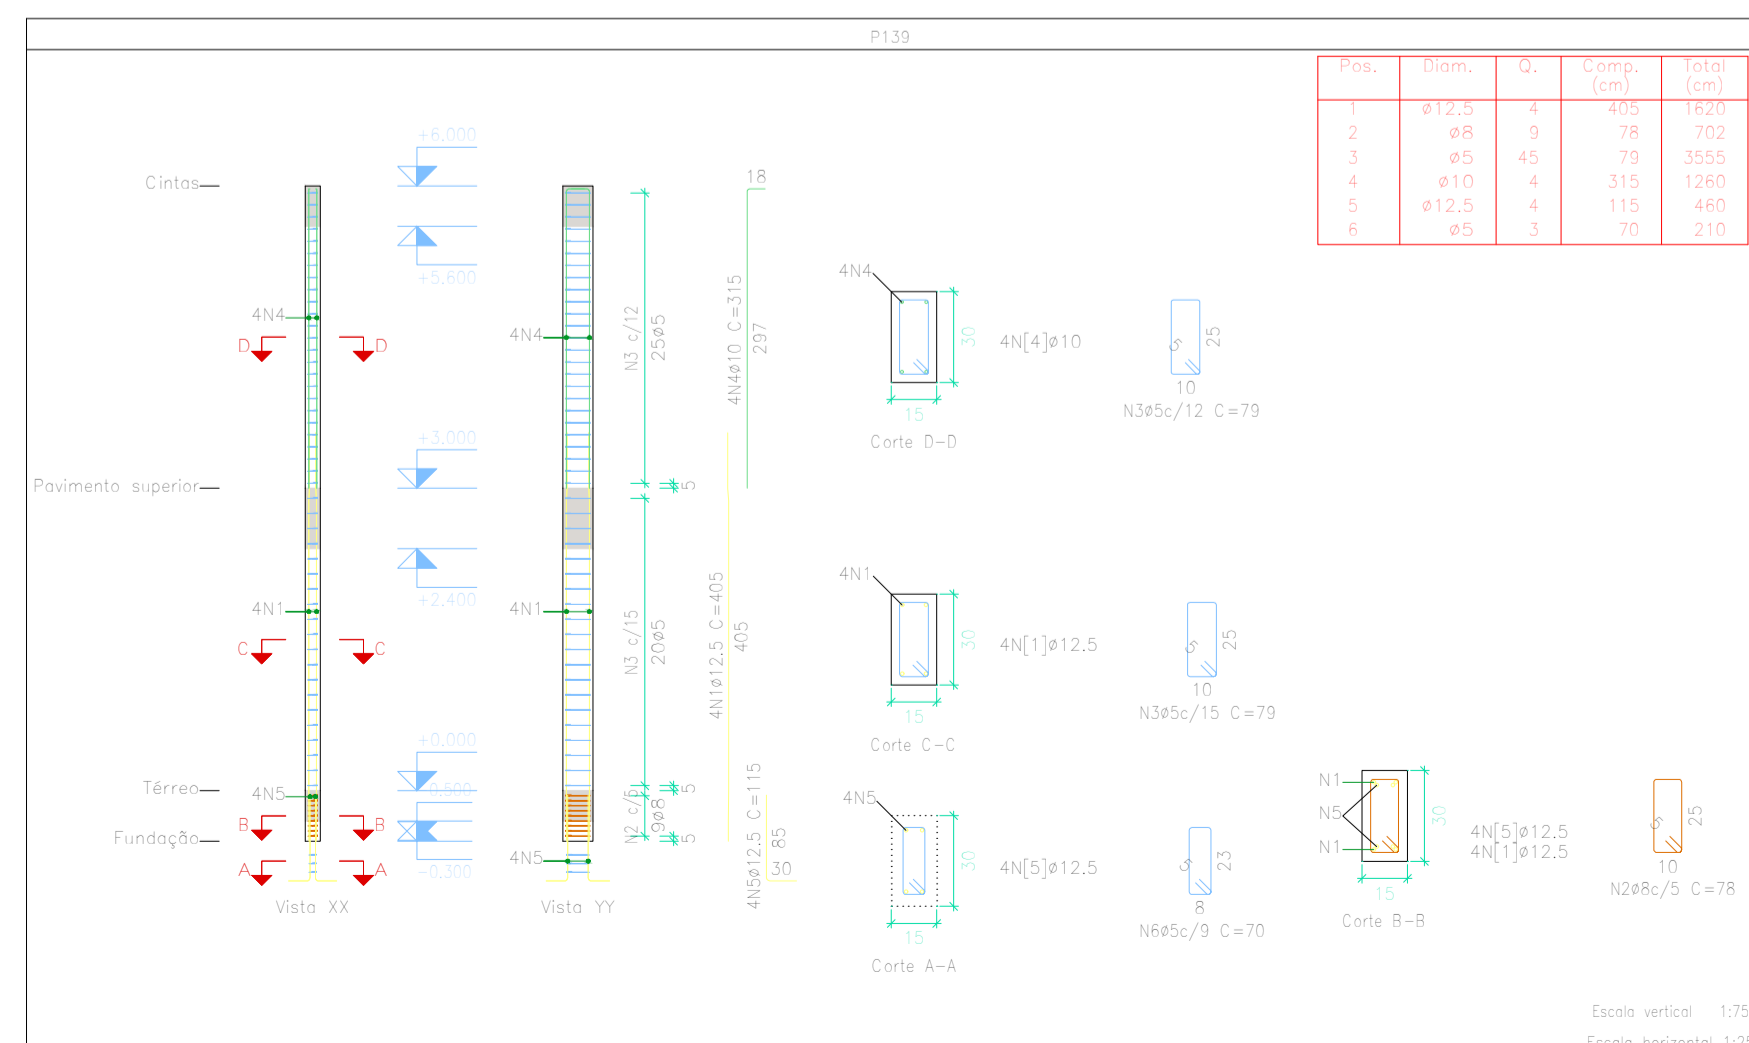 P139
Pos. Diam. Q. Comp. (cm) Total (cm)
1 ø12.5 4 405 1620
2 ø8 9 78 702
3 ø5 45 79 3555
4 ø10 4 315 1260
5 ø12.5 4 115 460
6 ø5 3 70 210
Cintas
Pavimento superior
Térreo
Fundação
+6.000
+5.600
+3.000
+2.400
+0.000
-0.300
4N4
D D
4N1
C C
4N5
B B
A A
Vista XX
4N4
4N1
4N5
Vista YY
N3 c/12
25ø5
5
N3 c/15
20ø5
5
N2 c/5
9ø8
5
18
4N4ø10 C=315
297
4N1ø12.5 C=405
405
4N5ø12.5 C=115
85
30
4N4
30
15
4N[4]ø10
Corte D-D
5
25
10
N3ø5c/12 C=79
4N1
30
15
4N[1]ø12.5
Corte C-C
5
25
10
N3ø5c/15 C=79
4N5
30
15
4N[5]ø12.5
Corte A-A
5
23
8
N6ø5c/9 C=70
N1
N5
N1
30
15
4N[5]ø12.5
4N[1]ø12.5
Corte B-B
5
25
10
N2ø8c/5 C=78
Escala vertical 1:75
Escala horizontal 1:25